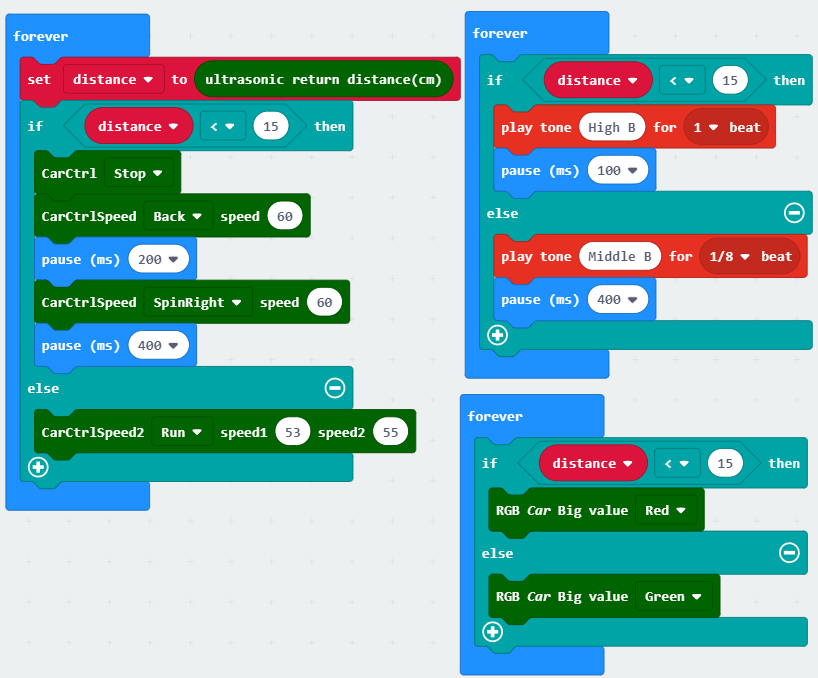 forever
set distance to ultrasonic return distance(cm)
if distance < 15 then
CarCtrl Stop
CarCtrlSpeed Back speed 60
pause (ms) 200
CarCtrlSpeed SpinRight speed 60
pause (ms) 400
else
CarCtrlSpeed2 Run speed1 53 speed2 55
forever
if distance < 15 then
play tone High B for 1 beat
pause (ms) 100
else
play tone Middle B for 1/8 beat
pause (ms) 400
forever
if distance < 15 then
RGB Car Big value Red
else
RGB Car Big value Green